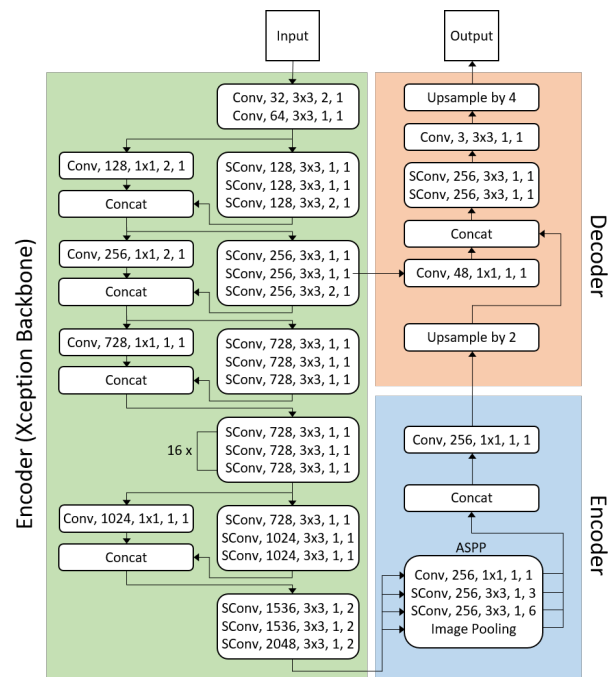 Input
Output
Encoder (Xception Backbone)
Conv, 32, 3x3, 2, 1
Conv, 64, 3x3, 1, 1
Conv, 128, 1x1, 2, 1
SConv, 128, 3x3, 1, 1
SConv, 128, 3x3, 1, 1
SConv, 128, 3x3, 2, 1
Concat
Conv, 256, 1x1, 2, 1
SConv, 256, 3x3, 1, 1
SConv, 256, 3x3, 1, 1
SConv, 256, 3x3, 2, 1
Concat
Conv, 728, 1x1, 1, 1
SConv, 728, 3x3, 1, 1
SConv, 728, 3x3, 1, 1
SConv, 728, 3x3, 1, 1
Concat
16 x
SConv, 728, 3x3, 1, 1
SConv, 728, 3x3, 1, 1
SConv, 728, 3x3, 1, 1
Conv, 1024, 1x1, 1, 1
SConv, 728, 3x3, 1, 1
SConv, 1024, 3x3, 1, 1
SConv, 1024, 3x3, 1, 1
Concat
SConv, 1536, 3x3, 1, 2
SConv, 1536, 3x3, 1, 2
SConv, 2048, 3x3, 1, 2
Decoder
Upsample by 4
Conv, 3, 3x3, 1, 1
SConv, 256, 3x3, 1, 1
SConv, 256, 3x3, 1, 1
Concat
Conv, 48, 1x1, 1, 1
Upsample by 2
Encoder
Conv, 256, 1x1, 1, 1
Concat
ASPP
Conv, 256, 1x1, 1, 1
SConv, 256, 3x3, 1, 3
SConv, 256, 3x3, 1, 6
Image Pooling